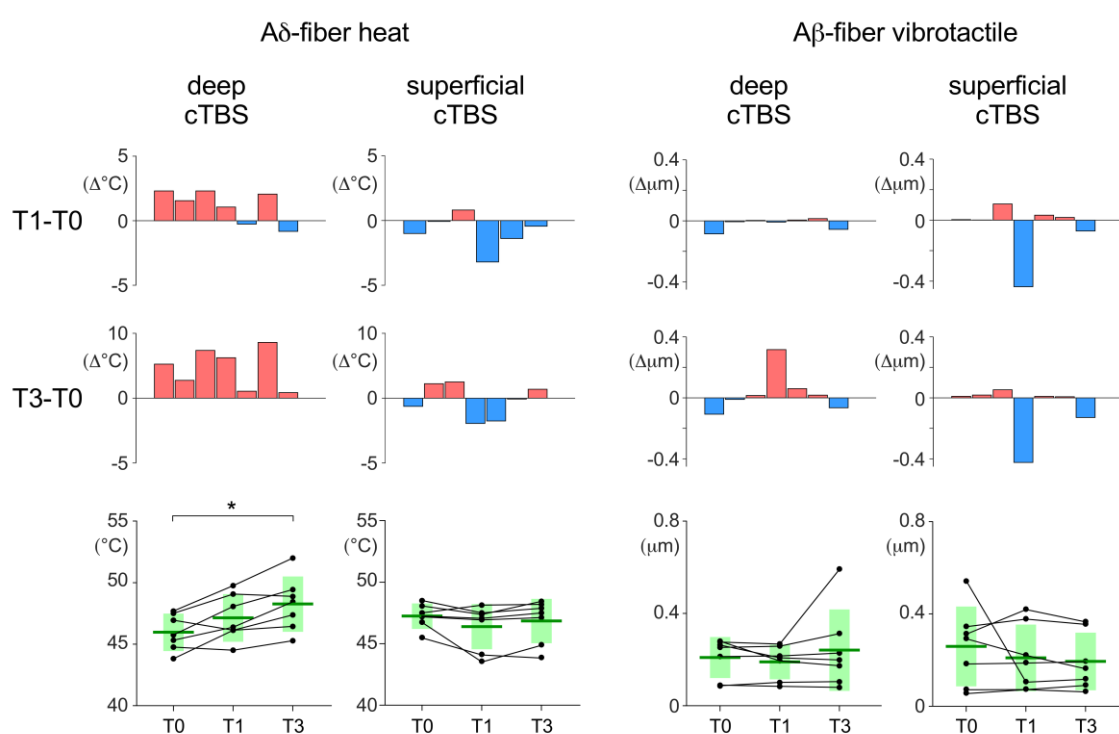 Aδ-fiber heat
Aβ-fiber vibrotactile
deep
cTBS
superficial
cTBS
deep
cTBS
superficial
cTBS
T1-T0
5
(Δ°C)
0
-5
5
(Δ°C)
0
-5
0.4
(Δμm)
0
-0.4
0.4
(Δμm)
0
-0.4
T3-T0
10
(Δ°C)
0
-5
10
(Δ°C)
0
-5
0.4
(Δμm)
0
-0.4
0.4
(Δμm)
0
-0.4
55
(°C)
50
45
40
*
T0 T1 T3
55
(°C)
50
45
40
T0 T1 T3
0.8
(μm)
0.4
0
T0 T1 T3
0.8
(μm)
0.4
0
T0 T1 T3